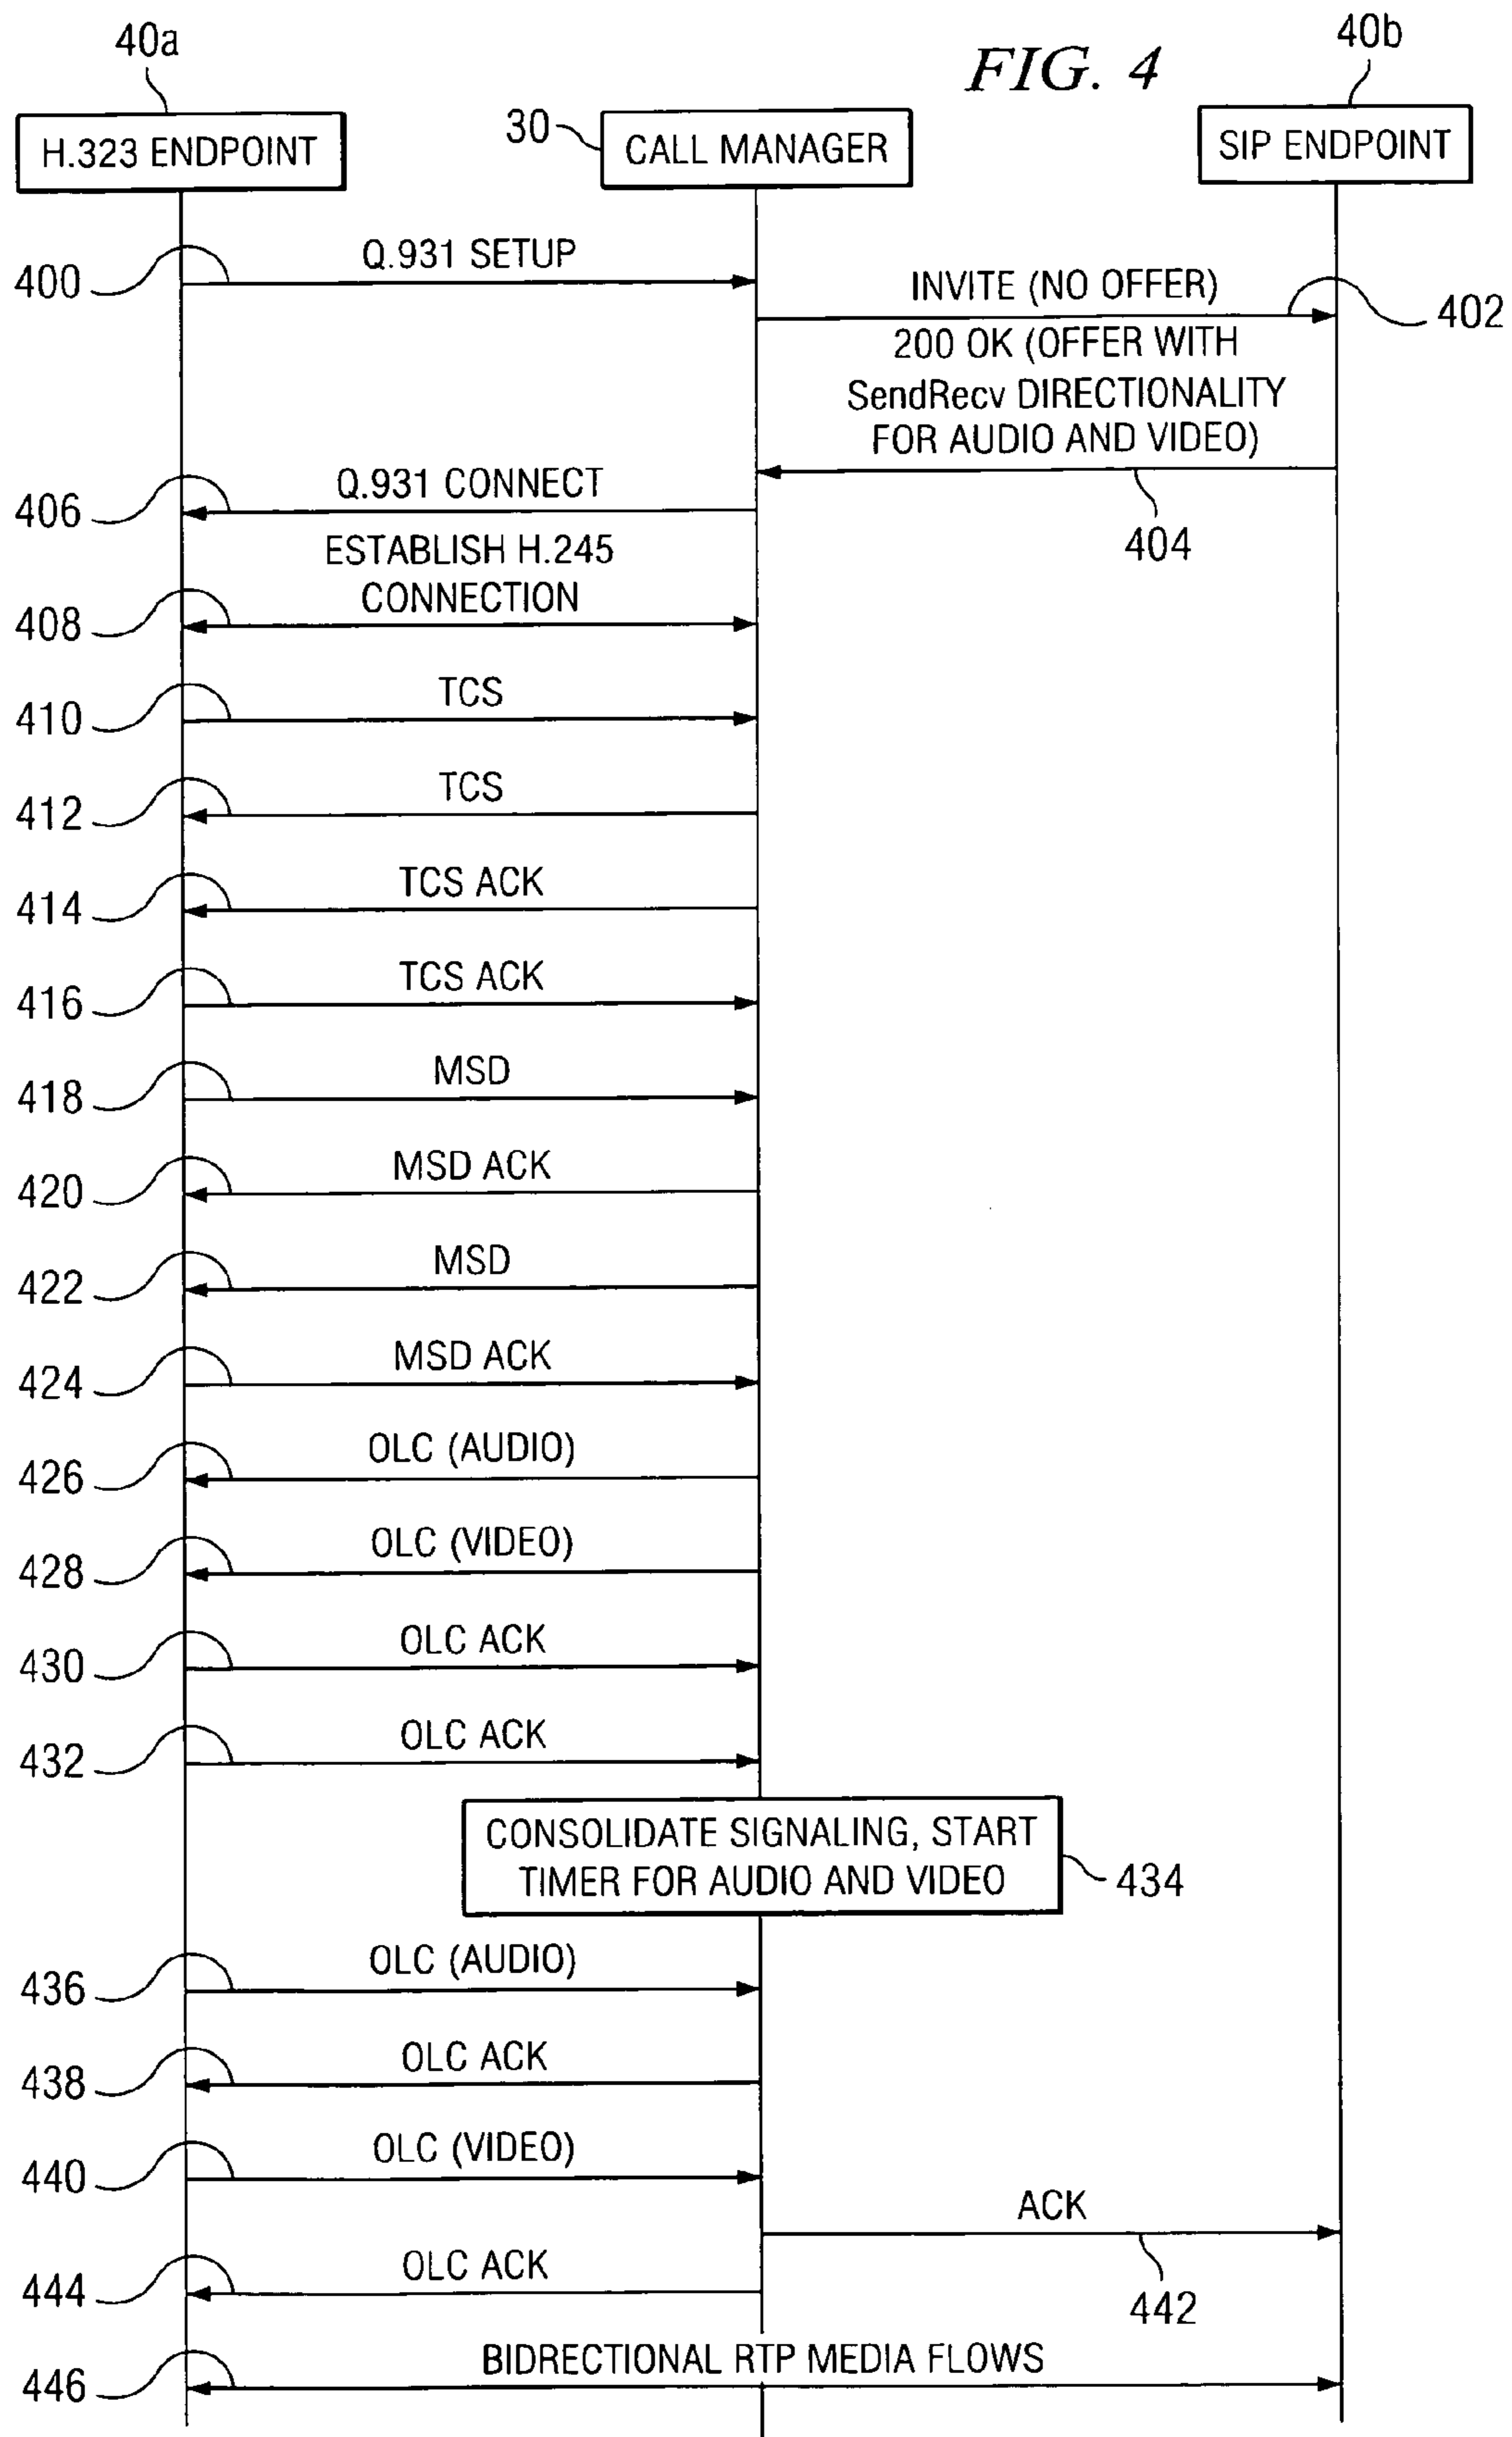 40a
FIG. 4
40b
H.323 ENDPOINT
30
CALL MANAGER
SIP ENDPOINT
400
Q.931 SETUP
INVITE (NO OFFER)
402
200 OK (OFFER WITH
SendRecv DIRECTIONALITY
FOR AUDIO AND VIDEO)
404
406
Q.931 CONNECT
ESTABLISH H.245
CONNECTION
408
TCS
410
TCS
412
TCS ACK
414
TCS ACK
416
MSD
418
MSD ACK
420
MSD
422
MSD ACK
424
OLC (AUDIO)
426
OLC (VIDEO)
428
OLC ACK
430
OLC ACK
432
CONSOLIDATE SIGNALING, START
TIMER FOR AUDIO AND VIDEO
434
OLC (AUDIO)
436
OLC ACK
438
OLC (VIDEO)
440
ACK
442
OLC ACK
444
BIDRECTIONAL RTP MEDIA FLOWS
446